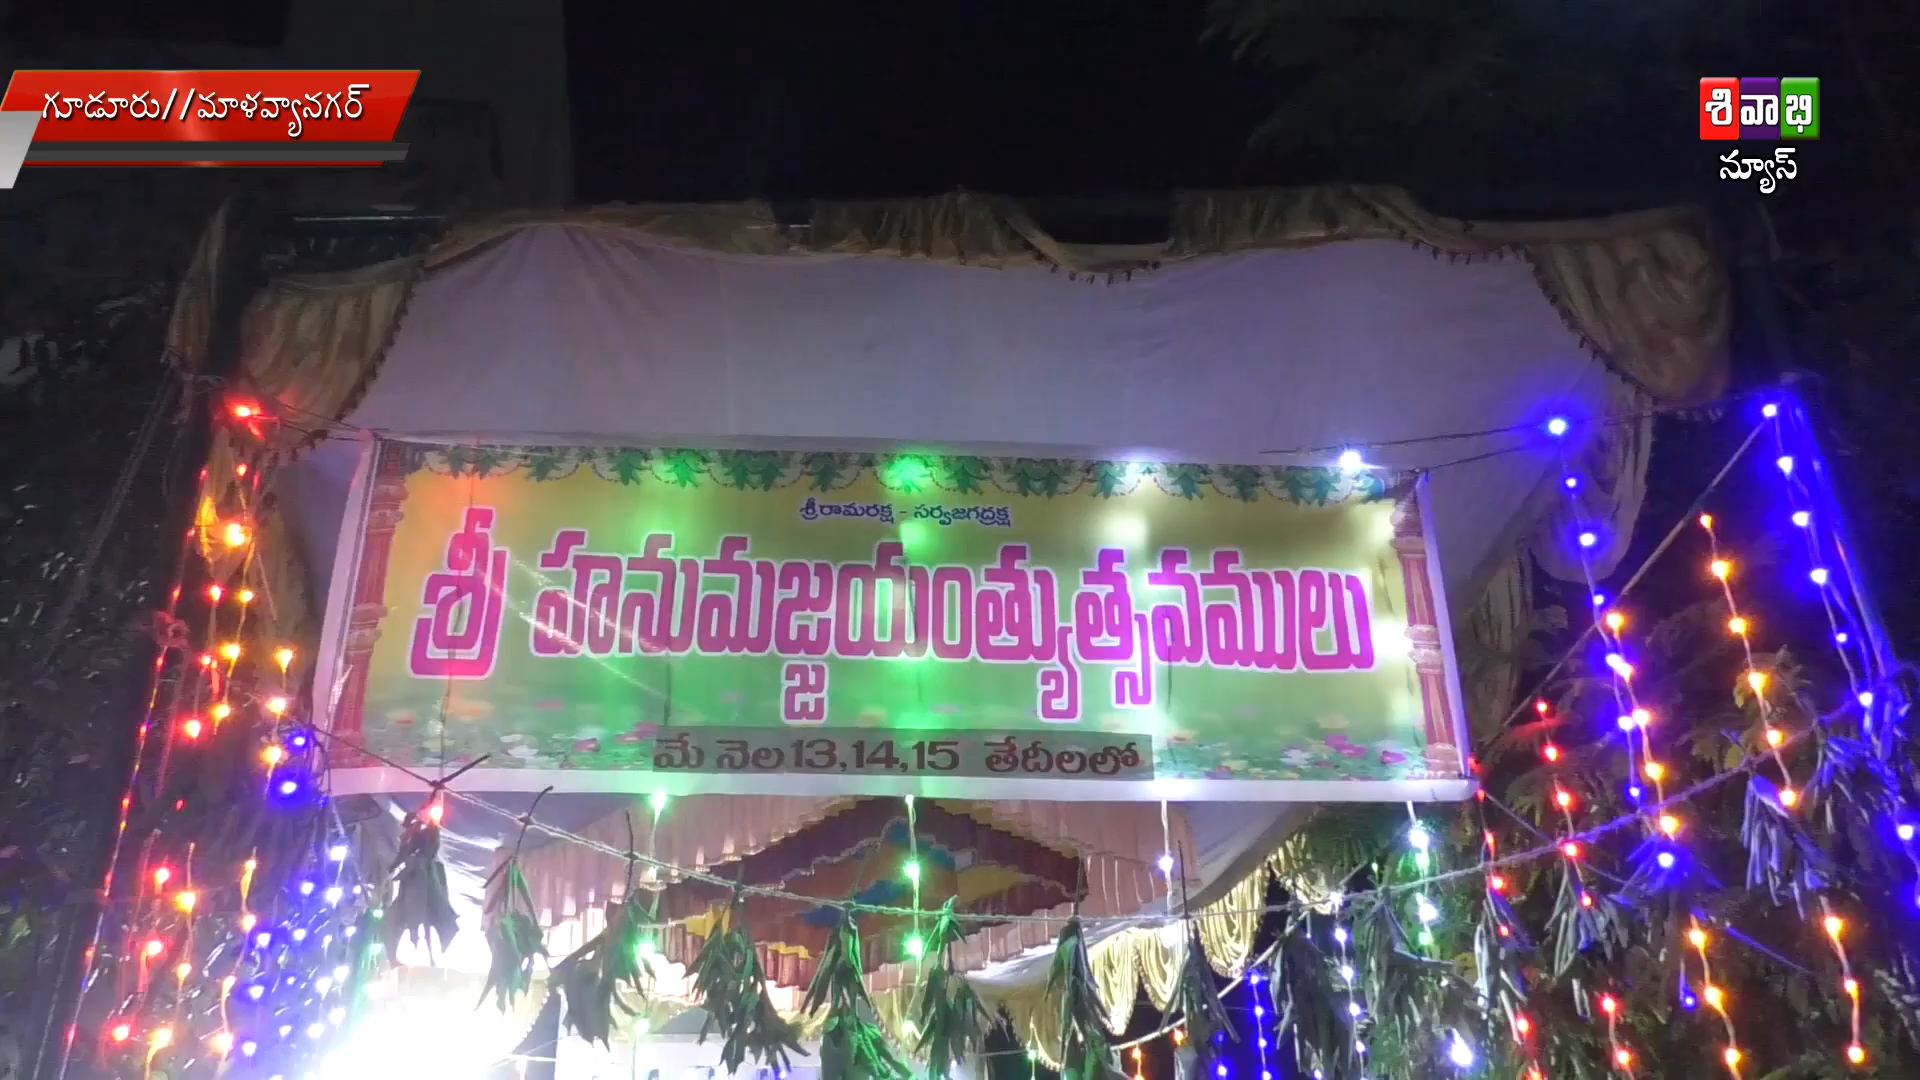 గూడూరు//మాళవ్యానగర్
శివాభి
న్యూస్
శ్రీరామరక్ష - సర్వజగద్రక్ష
శ్రీ హనుమజ్జయంత్యుత్సవములు
మే నెల 13,14,15 తేదీలలో